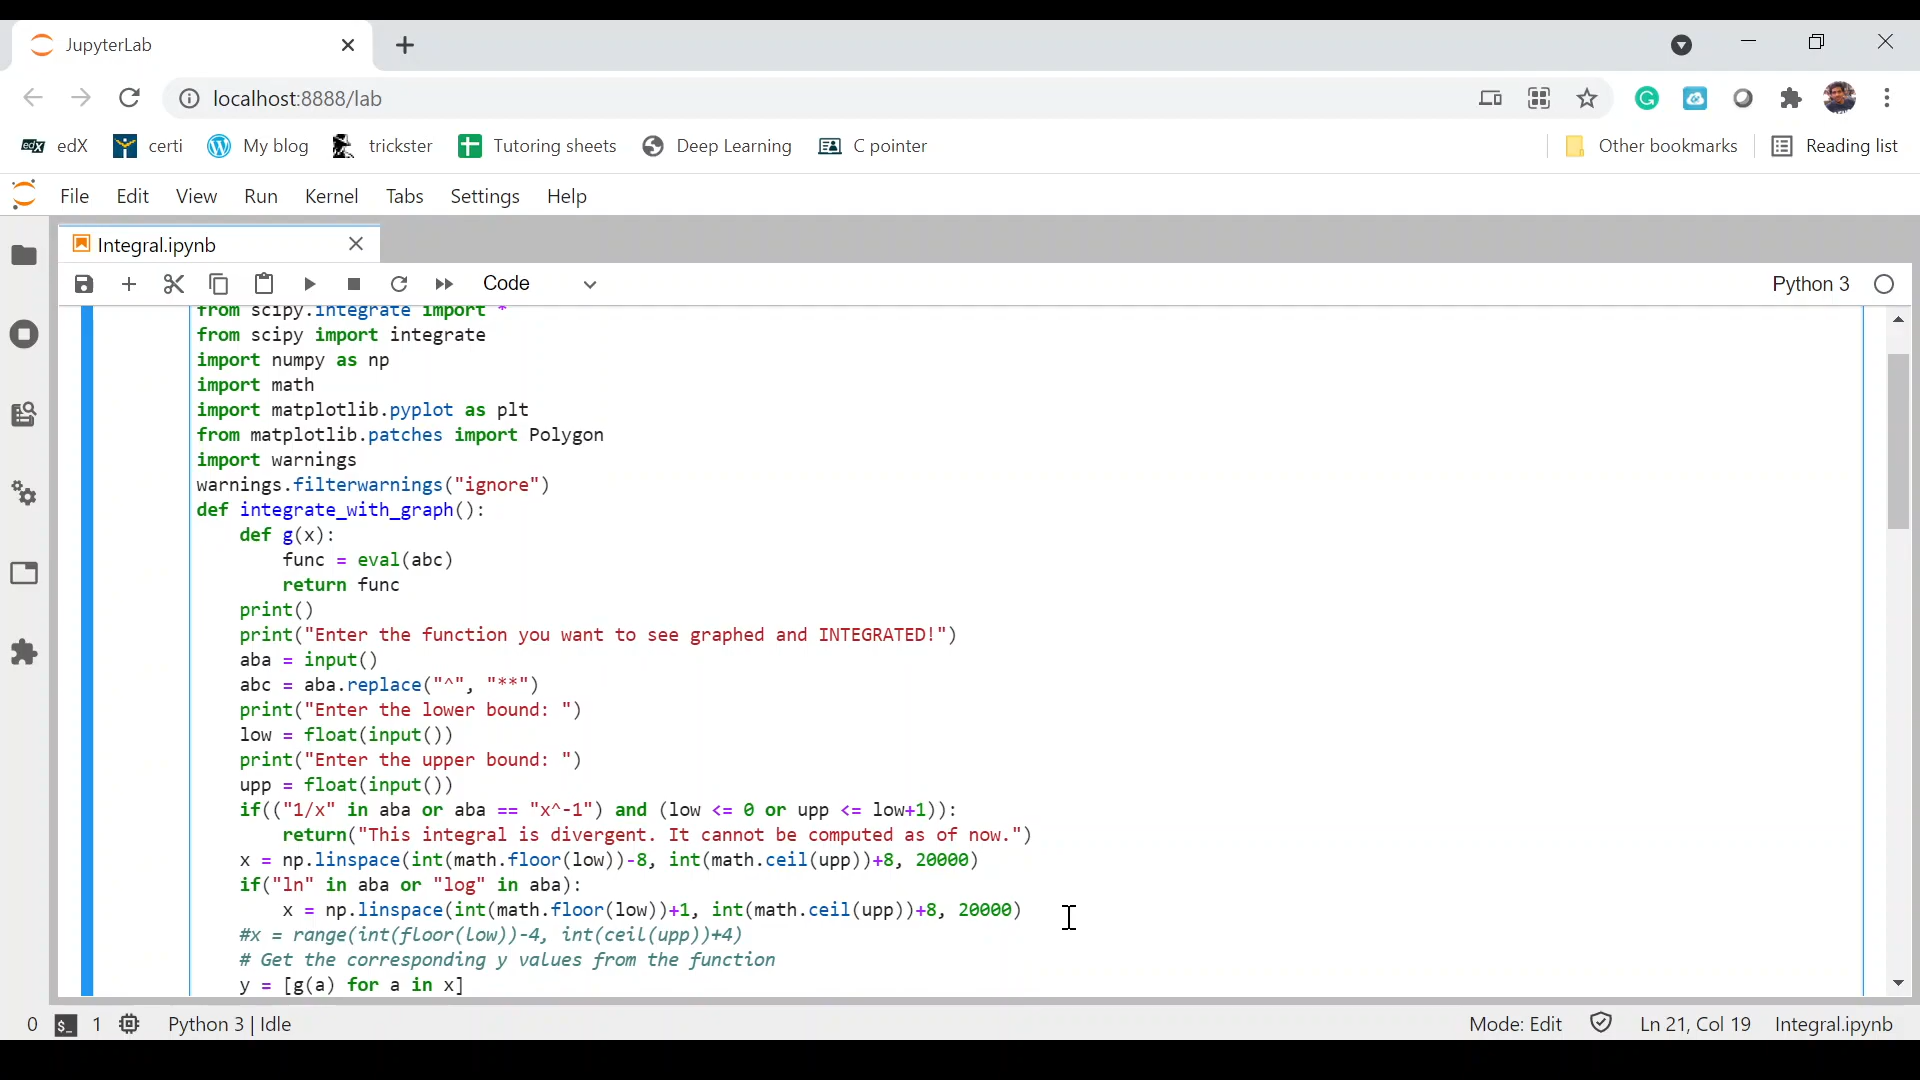 JupyterLab
localhost:8888/lab
edX certi My blog trickster Tutoring sheets Deep Learning C pointer Other bookmarks Reading list
File Edit View Run Kernel Tabs Settings Help
Integral.ipynb
Code Python 3
from scipy.integrate import *
from scipy import integrate
import numpy as np
import math
import matplotlib.pyplot as plt
from matplotlib.patches import Polygon
import warnings
warnings.filterwarnings("ignore")
def integrate_with_graph():
    def g(x):
        func = eval(abc)
        return func
    print()
    print("Enter the function you want to see graphed and INTEGRATED!")
    aba = input()
    abc = aba.replace("^", "**")
    print("Enter the lower bound: ")
    low = float(input())
    print("Enter the upper bound: ")
    upp = float(input())
    if(("1/x" in aba or aba == "x^-1") and (low <= 0 or upp <= low+1)):
        return("This integral is divergent. It cannot be computed as of now.")
    x = np.linspace(int(math.floor(low))-8, int(math.ceil(upp))+8, 20000)
    if("ln" in aba or "log" in aba):
        x = np.linspace(int(math.floor(low))+1, int(math.ceil(upp))+8, 20000)
    #x = range(int(floor(low))-4, int(ceil(upp))+4)
    # Get the corresponding y values from the function
    y = [g(a) for a in x]
0 1 Python 3 | Idle Mode: Edit Ln 21, Col 19 Integral.ipynb